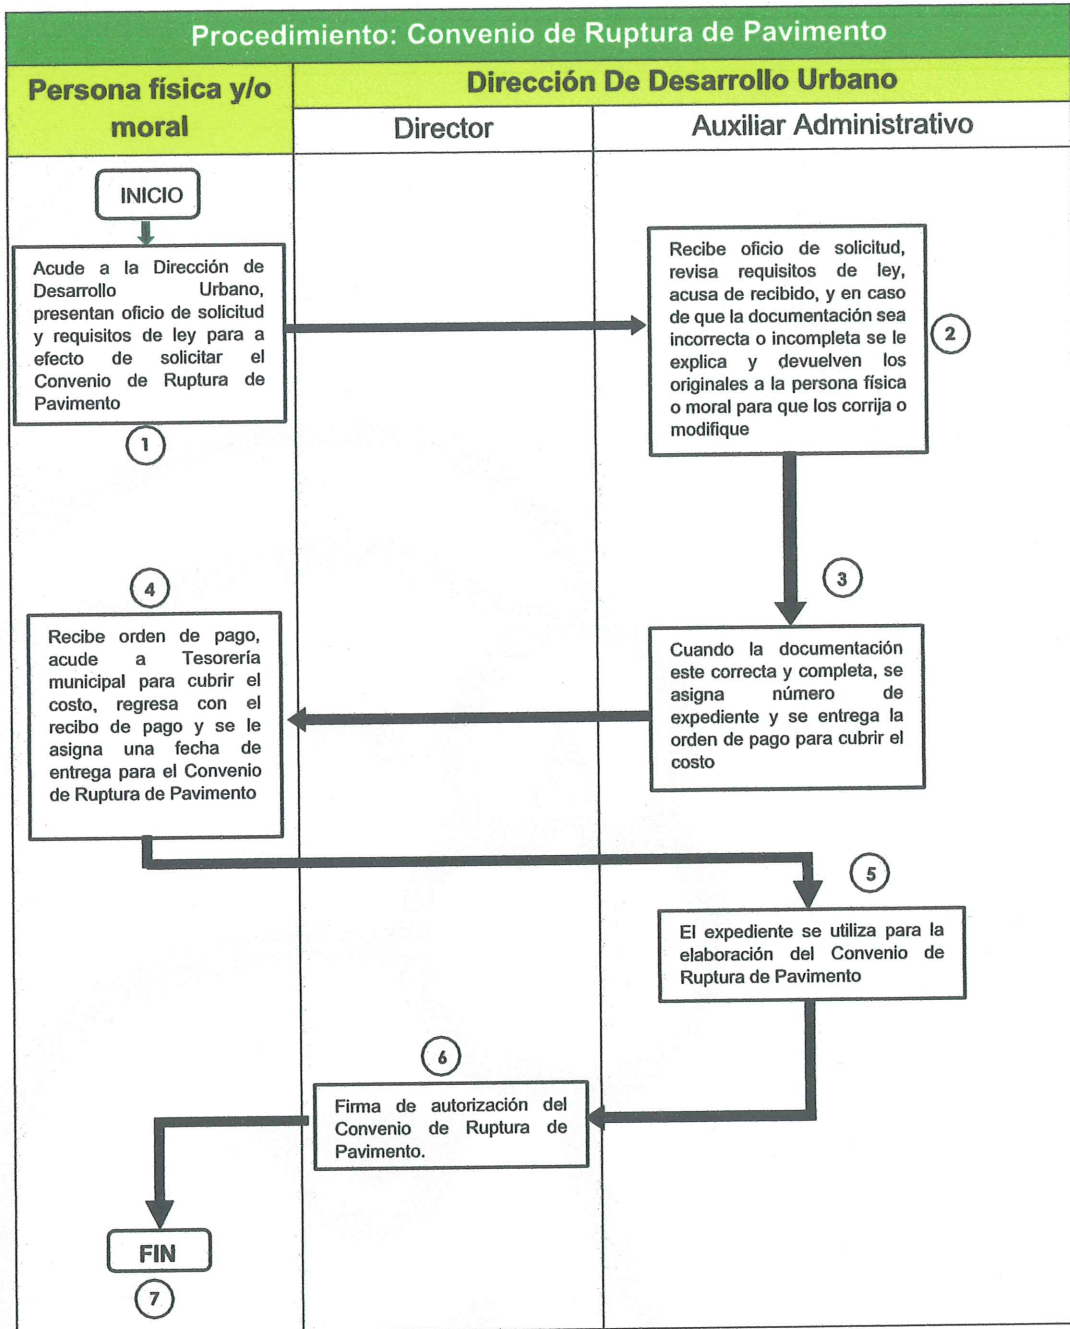 Procedimiento: Convenio de Ruptura de Pavimento
Persona física y/o
moral
Dirección De Desarrollo Urbano
Director
Auxiliar Administrativo
INICIO
Acude a la Dirección de
Desarrollo Urbano,
presentan oficio de solicitud
y requisitos de ley para a
efecto de solicitar el
Convenio de Ruptura de
Pavimento
1
Recibe oficio de solicitud,
revisa requisitos de ley,
acusa de recibido, y en caso
de que la documentación sea
incorrecta o incompleta se le
explica y devuelven los
originales a la persona física
o moral para que los corrija o
modifique
2
3
Cuando la documentación
este correcta y completa, se
asigna número de
expediente y se entrega la
orden de pago para cubrir el
costo
4
Recibe orden de pago,
acude a Tesorería
municipal para cubrir el
costo, regresa con el
recibo de pago y se le
asigna una fecha de
entrega para el Convenio
de Ruptura de Pavimento
5
El expediente se utiliza para la
elaboración del Convenio de
Ruptura de Pavimento
6
Firma de autorización del
Convenio de Ruptura de
Pavimento.
FIN
7